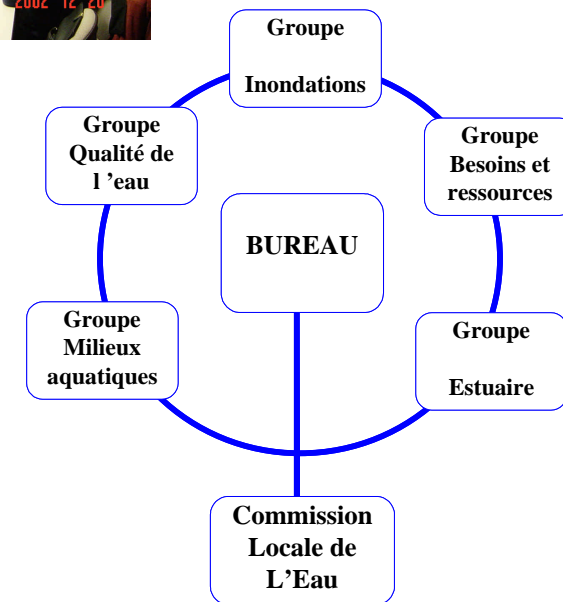 2002 12 20
Groupe
Inondations
Groupe
Qualité de
l ’eau
Groupe
Besoins et
ressources
BUREAU
Groupe
Milieux
aquatiques
Groupe
Estuaire
Commission
Locale de
L’Eau